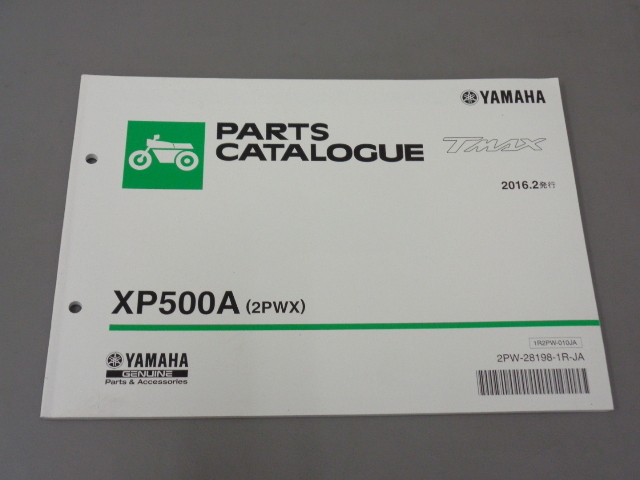 YAMAHA
PARTS
CATALOGUE
TMAX
2016.2発行
XP500A (2PWX)
1R2PW-010JA
2PW-28198-1R-JA
YAMAHA
GENUINE
Parts & Accessories